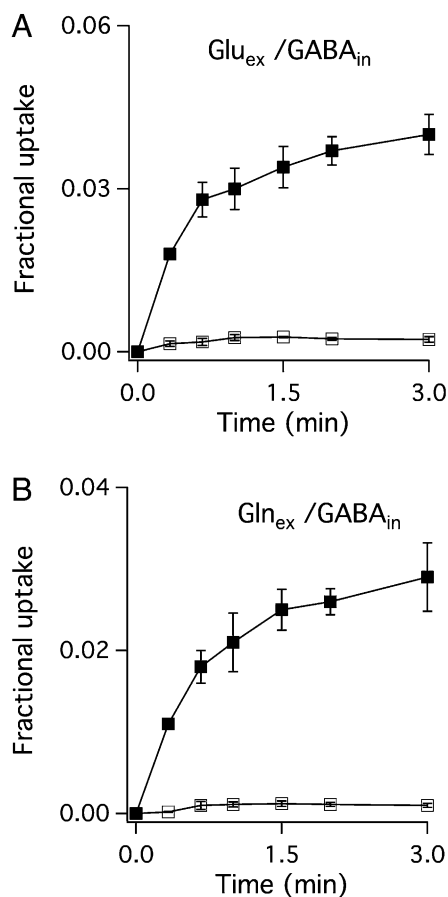 A
Glu_ex /GABA_in
Fractional uptake
0.06
0.03
0.00
0.0 1.5 3.0
Time (min)
B
Gln_ex /GABA_in
Fractional uptake
0.04
0.02
0.00
0.0 1.5 3.0
Time (min)